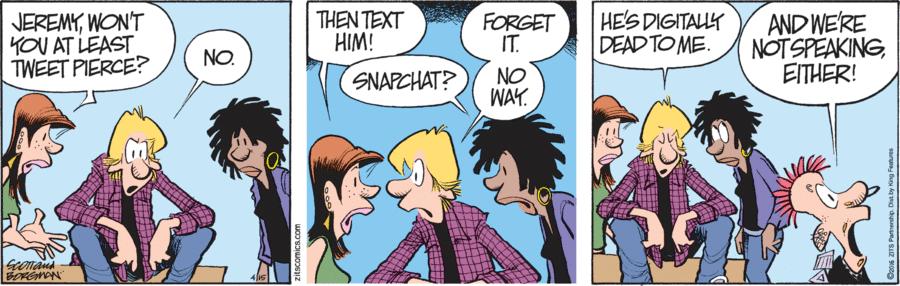 JEREMY, WON'T
YOU AT LEAST
TWEET PIERCE?
NO.
SCOTT AND
BORGMAN
4/15
zitscomics.com
THEN TEXT
HIM!
FORGET
IT.
SNAPCHAT?
NO
WAY.
HE'S DIGITALLY
DEAD TO ME.
AND WE'RE
NOT SPEAKING,
EITHER!
©2016 ZITS Partnership. Dist. by King Features